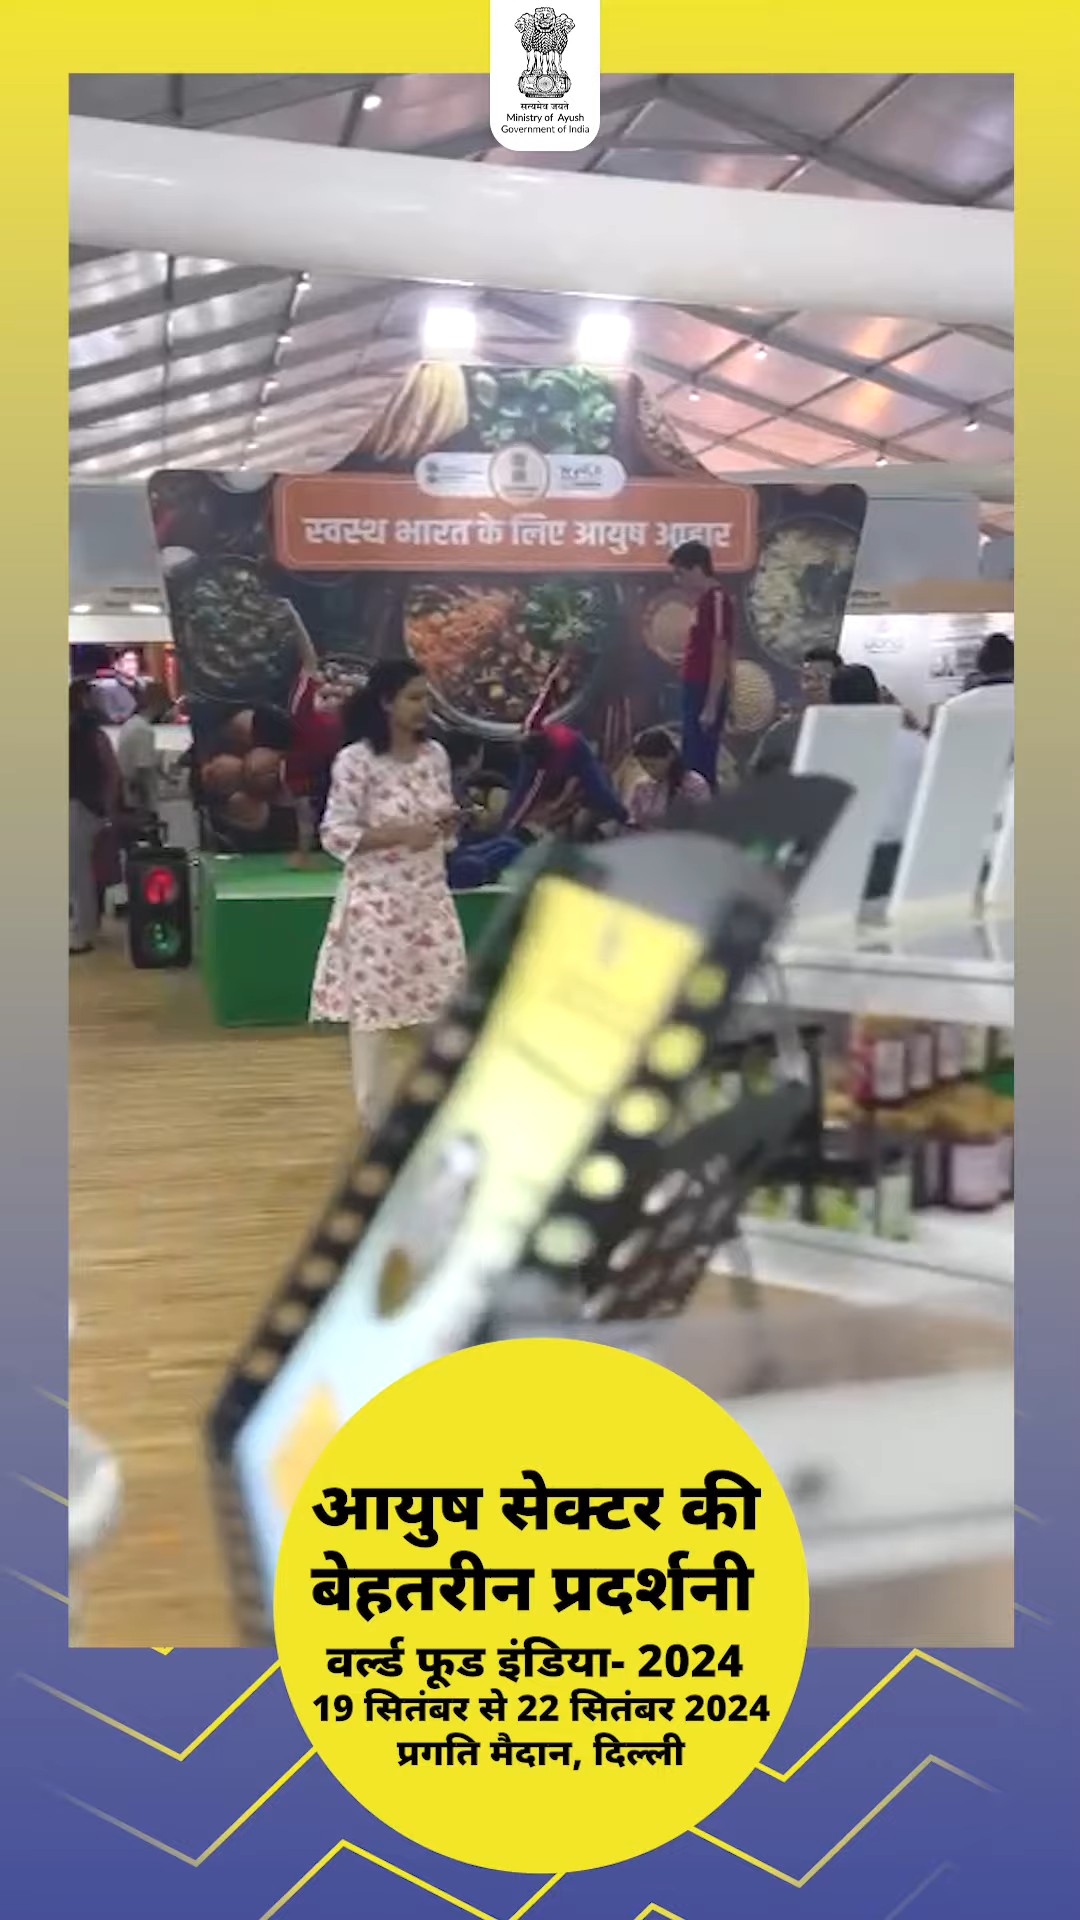 सत्यमेव जयते
Ministry of Ayush
Government of India
स्वस्थ भारत के लिए आयुष आहार
आयुष सेक्टर की
बेहतरीन प्रदर्शनी
वर्ल्ड फूड इंडिया- 2024
19 सितंबर से 22 सितंबर 2024
प्रगति मैदान, दिल्ली